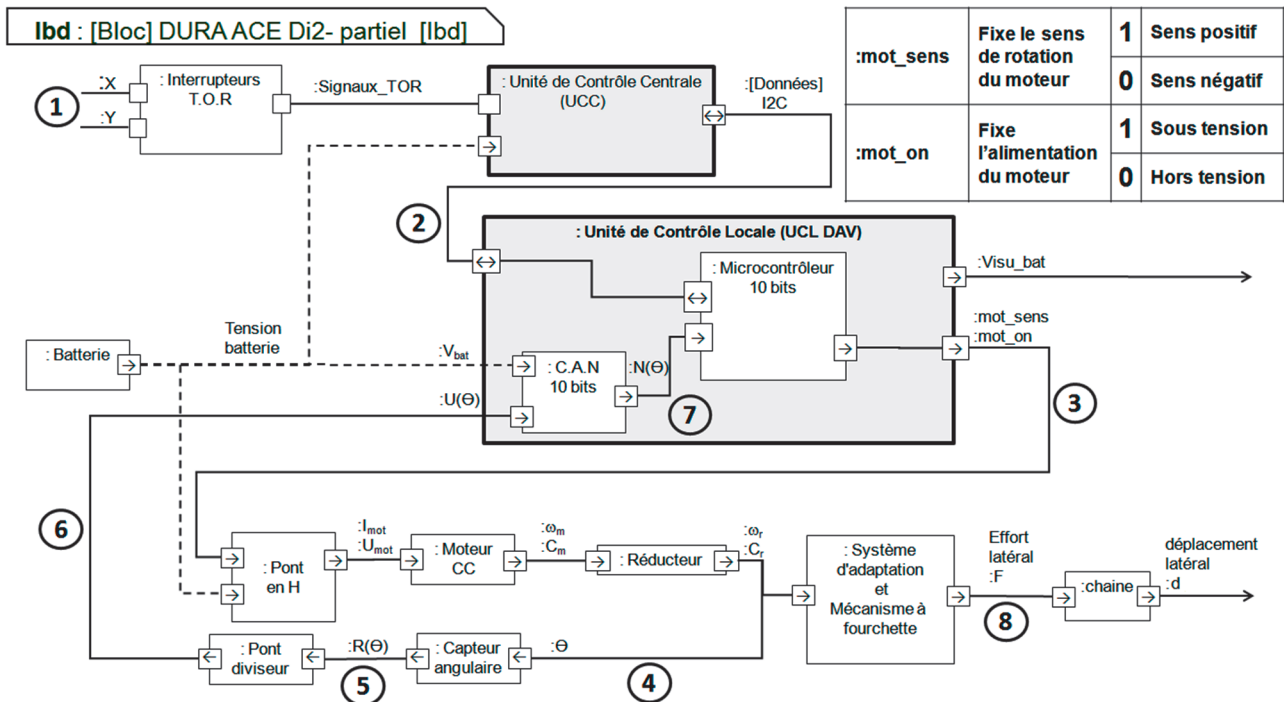 Ibd : [Bloc] DURA ACE Di2- partiel [Ibd]
:mot_sens
Fixe le sens
de rotation
du moteur
1 Sens positif
0 Sens négatif
:mot_on
Fixe
l'alimentation
du moteur
1 Sous tension
0 Hors tension
1
:X
:Y
: Interrupteurs
T.O.R
:Signaux_TOR
: Unité de Contrôle Centrale
(UCC)
:[Données]
I2C
2
: Unité de Contrôle Locale (UCL DAV)
: Microcontrôleur
10 bits
:Visu_bat
:mot_sens
:mot_on
: Batterie
Tension
batterie
:Vbat
:U(Ɵ)
: C.A.N
10 bits
:N(Ɵ)
7
3
6
: Pont
en H
:Imot
:Umot
: Moteur
CC
:ωm
:Cm
: Réducteur
:ωr
:Cr
: Système
d'adaptation
et
Mécanisme à
fourchette
Effort
latéral
:F
8
:chaine
déplacement
latéral
:d
: Pont
diviseur
:R(Ɵ)
5
: Capteur
angulaire
:Ɵ
4